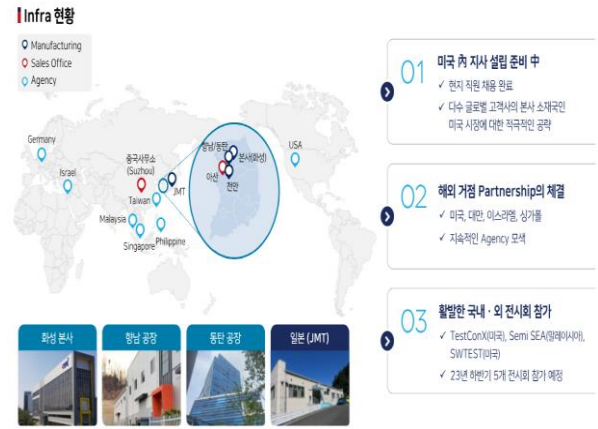 Infra 현황
Manufacturing
Sales Office
Agency
Germany
Israel
중국사무소
(Suzhou)
Taiwan
JMT
Malaysia
Singapore
Philippine
향남/동탄
본사(화성)
아산
천안
USA
화성 본사
향남 공장
동탄 공장
일본 (JMT)
01
미국 內 지사 설립 준비 中
✓ 현지 직원 채용 완료
✓ 다수 글로벌 고객사의 본사 소재국인
미국 시장에 대한 적극적인 공략
02
해외 거점 Partnership의 체결
✓ 미국, 대만, 이스라엘, 싱가폴
✓ 지속적인 Agency 모색
03
활발한 국내 · 외 전시회 참가
✓ TestConX(미국), Semi SEA(말레이시아),
SWTEST(미국)
✓ 23년 하반기 5개 전시회 참가 예정